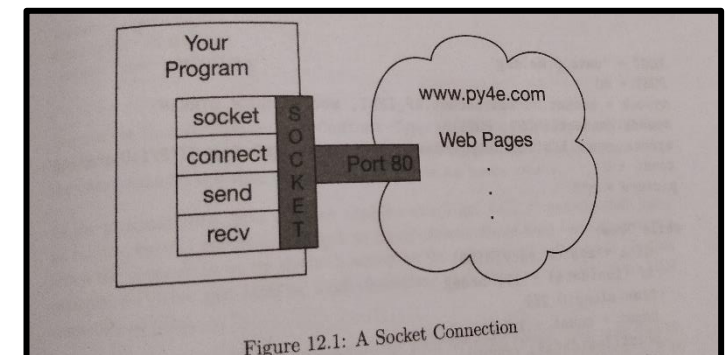 Your
Program
socket
connect
send
recv
SOCKET
Port 80
www.py4e.com
Web Pages
.
.
.
Figure 12.1: A Socket Connection